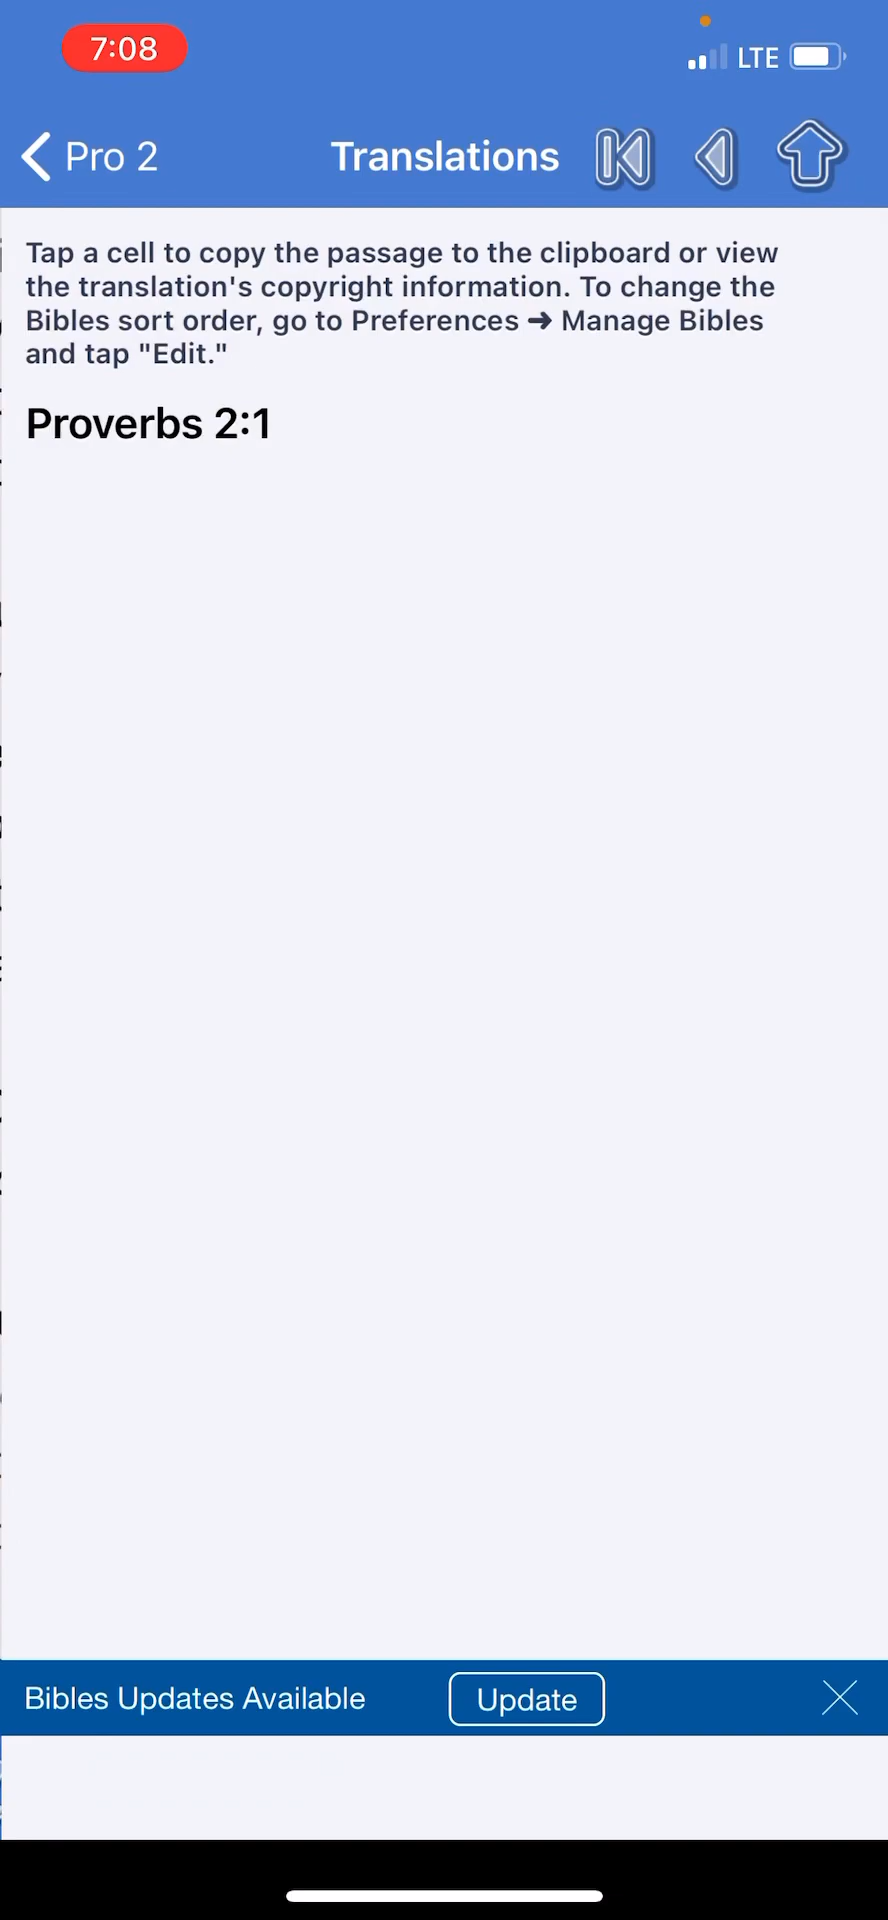 7:08
LTE
Pro 2
Translations
Tap a cell to copy the passage to the clipboard or view
the translation's copyright information. To change the
Bibles sort order, go to Preferences ➜ Manage Bibles
and tap "Edit."
Proverbs 2:1
Bibles Updates Available
Update